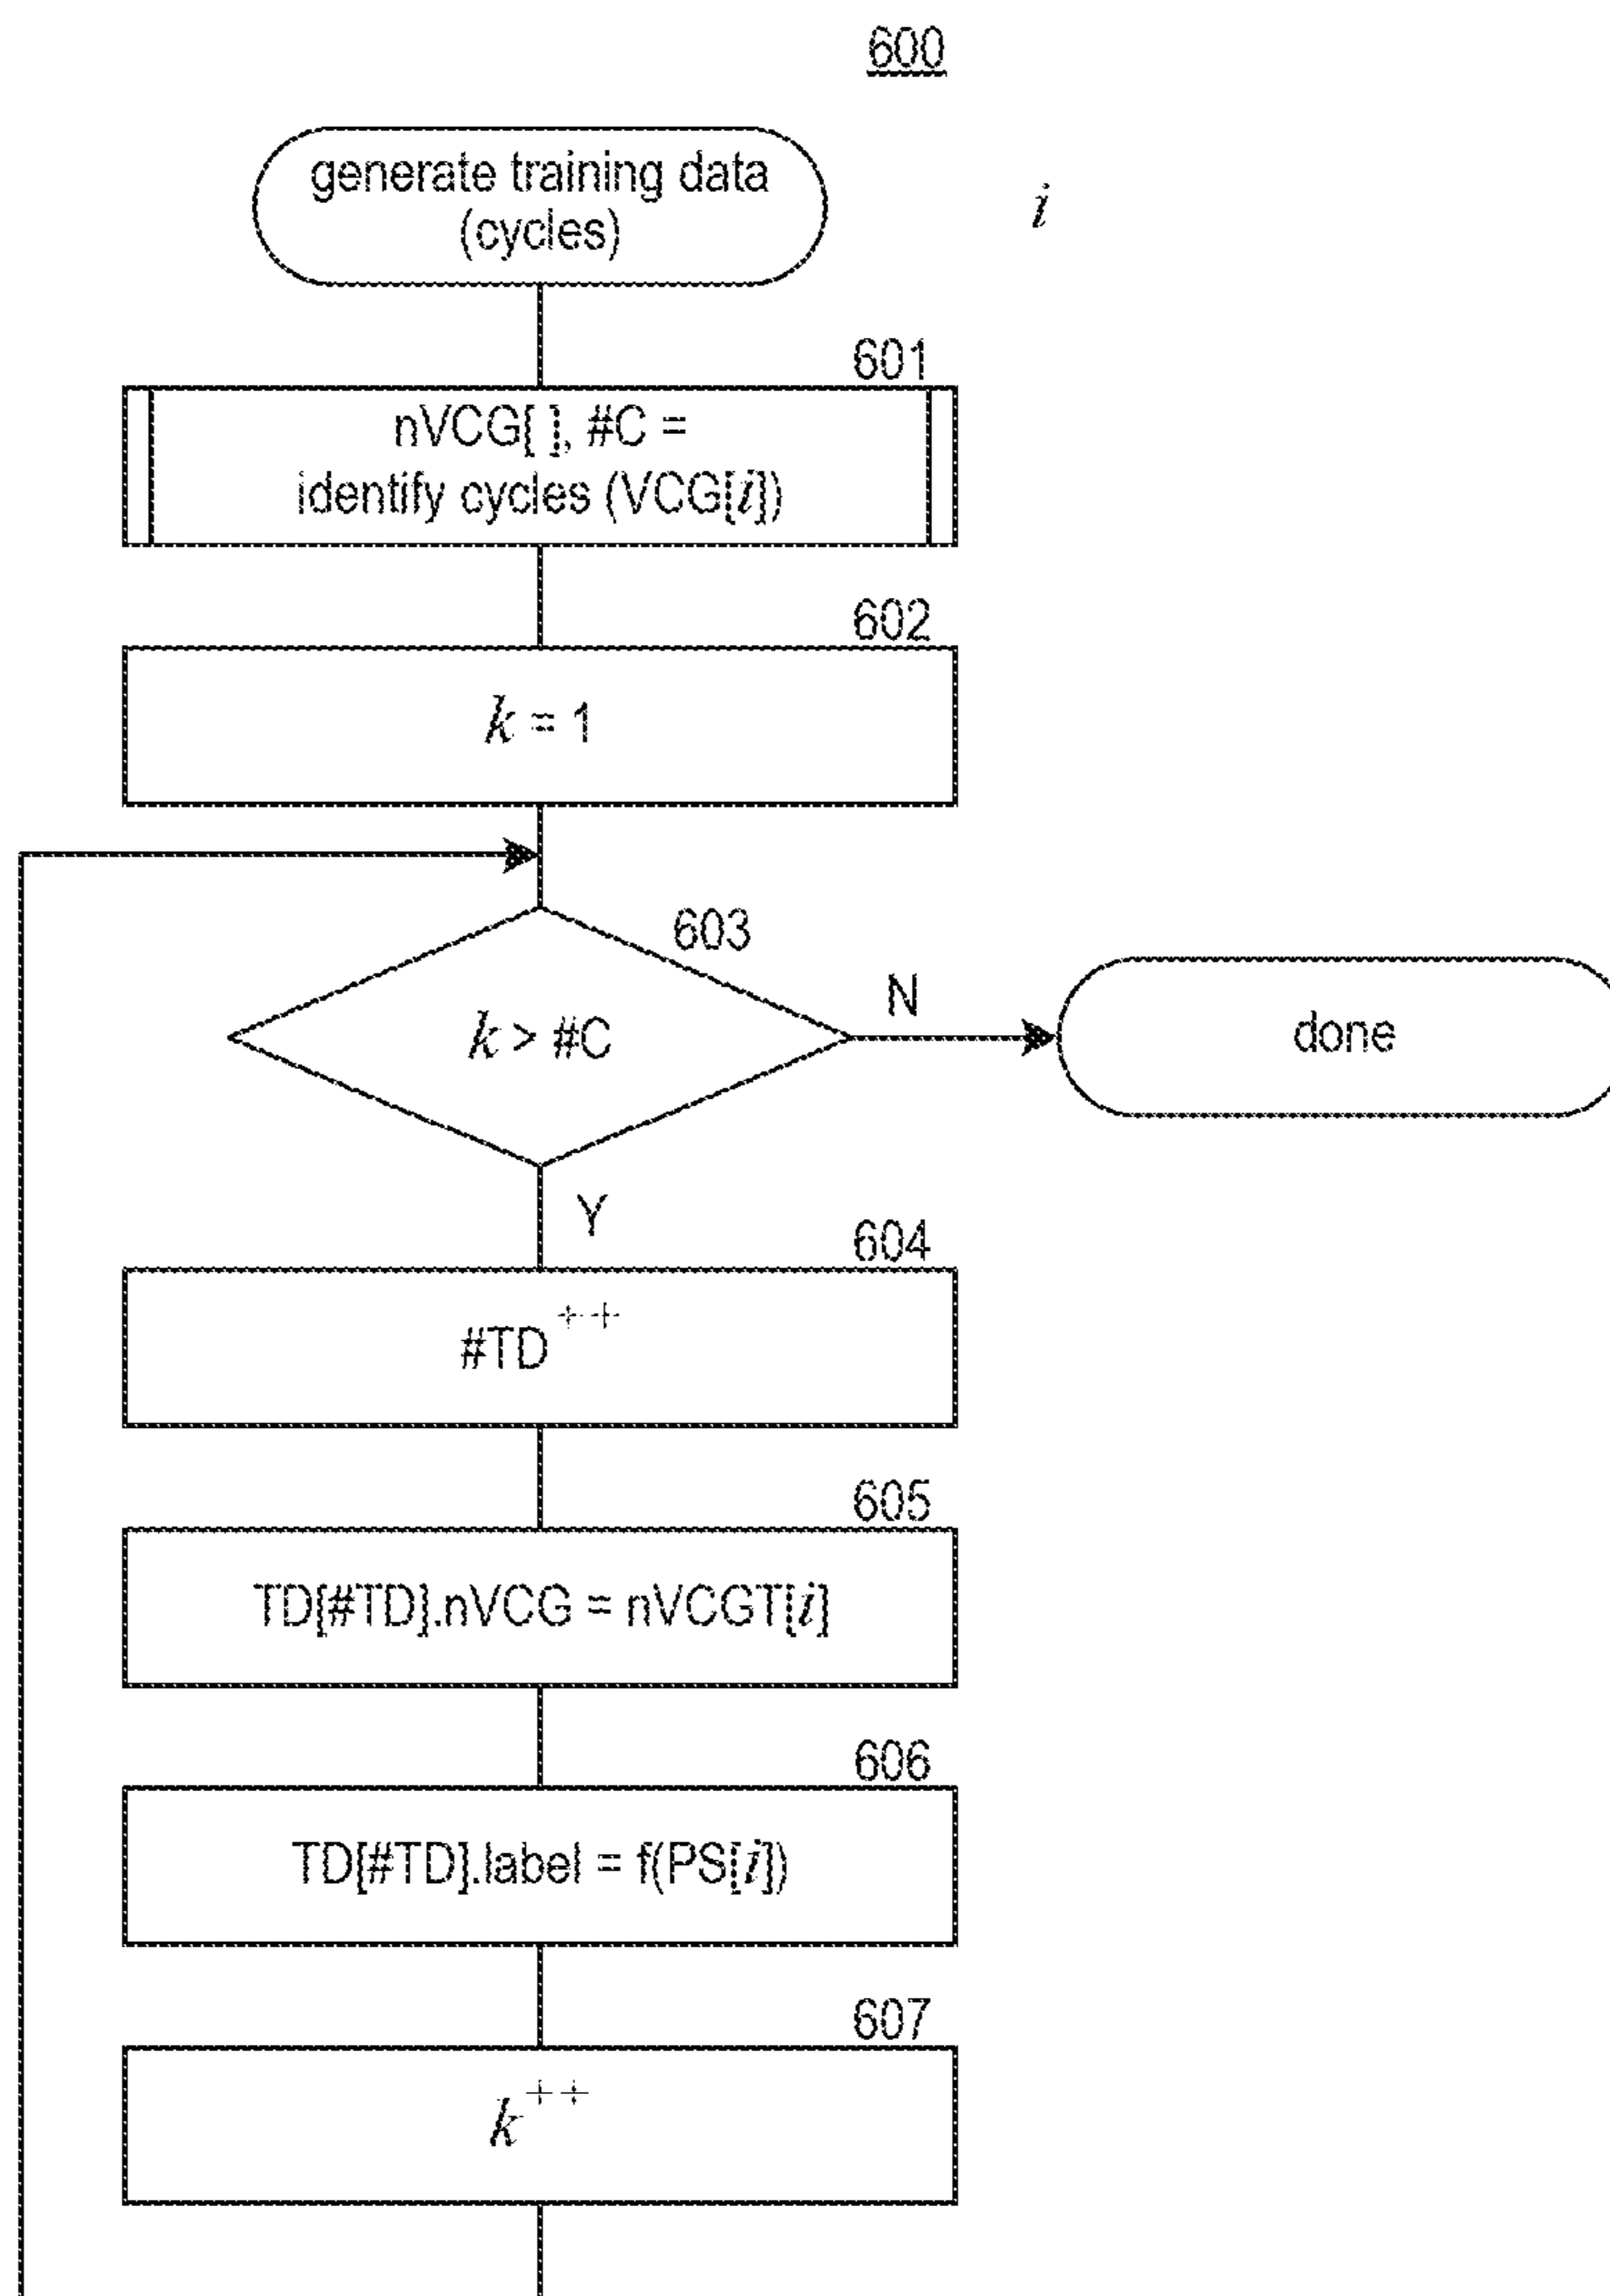 600
generate training data
(cycles)
i
601
nVCG[ ], #C =
identify cycles (VCG[i])
602
k = 1
603
k > #C
N
done
Y
604
#TD++
605
TD[#TD].nVCG = nVCGT[i]
606
TD[#TD].label = f(PS[i])
607
k++